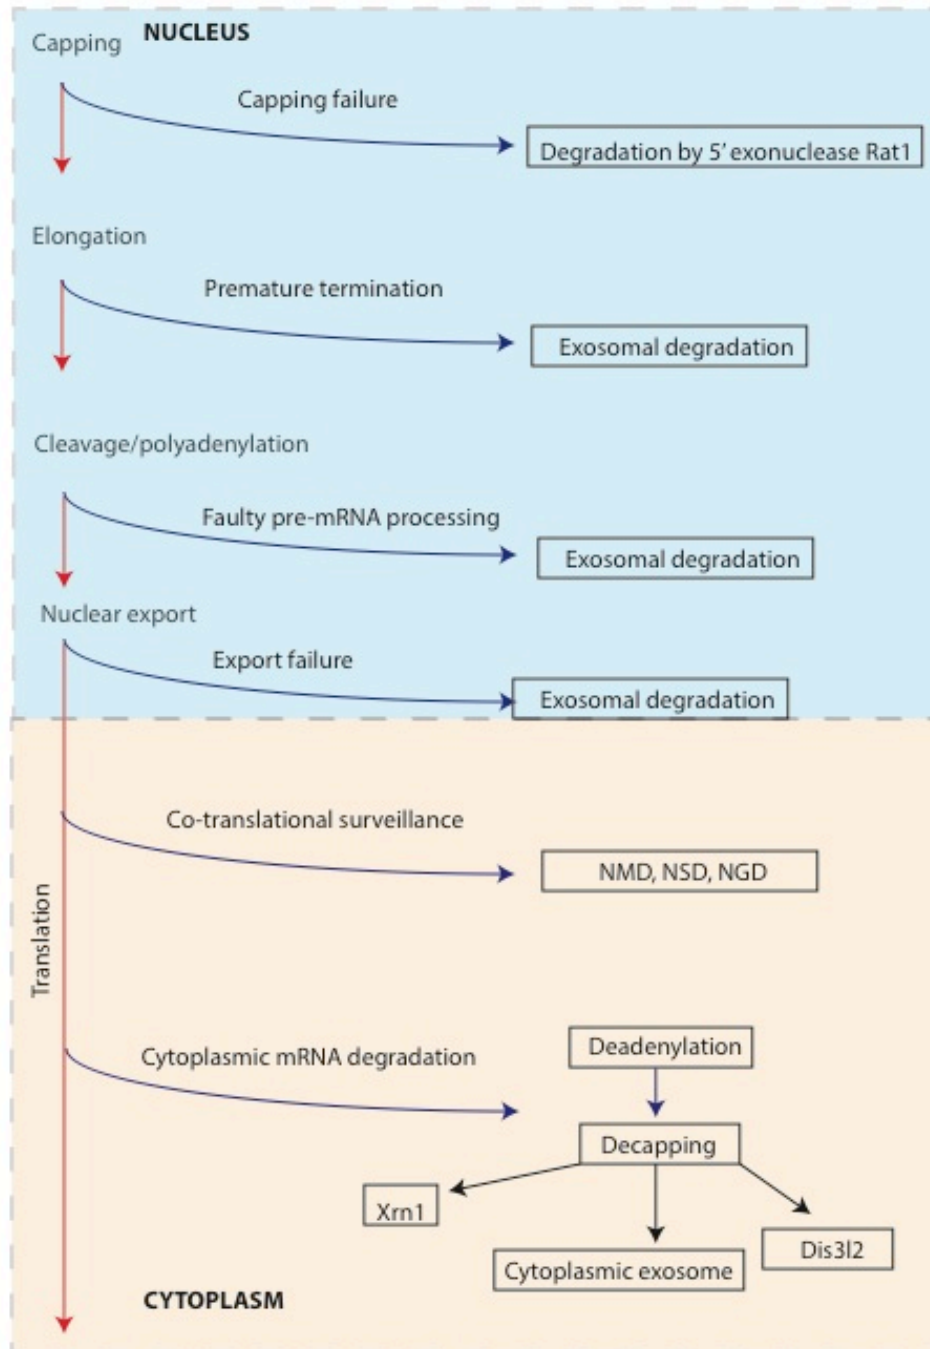 NUCLEUS
Capping
Capping failure
Degradation by 5’ exonuclease Rat1
Elongation
Premature termination
Exosomal degradation
Cleavage/polyadenylation
Faulty pre-mRNA processing
Exosomal degradation
Nuclear export
Export failure
Exosomal degradation
Co-translational surveillance
NMD, NSD, NGD
Translation
Cytoplasmic mRNA degradation
Deadenylation
Decapping
Xrn1
Dis3l2
Cytoplasmic exosome
CYTOPLASM